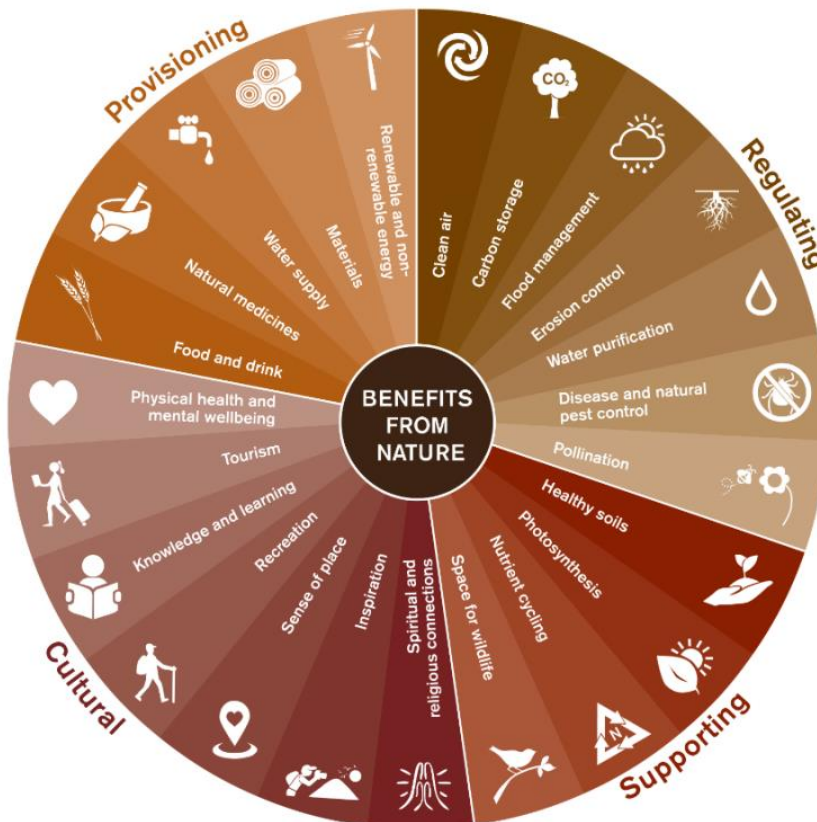 Provisioning
Regulating
Supporting
Cultural
BENEFITS
FROM
NATURE
Clean air
CO₂
Carbon storage
Flood management
Erosion control
Water purification
Disease and natural
pest control
Pollination
Healthy soils
Photosynthesis
Nutrient cycling
N
Space for wildlife
Spiritual and
religious connections
Inspiration
Sense of place
Recreation
Knowledge and learning
Tourism
Physical health and
mental wellbeing
Food and drink
Natural medicines
Water supply
Materials
Renewable and non-
renewable energy